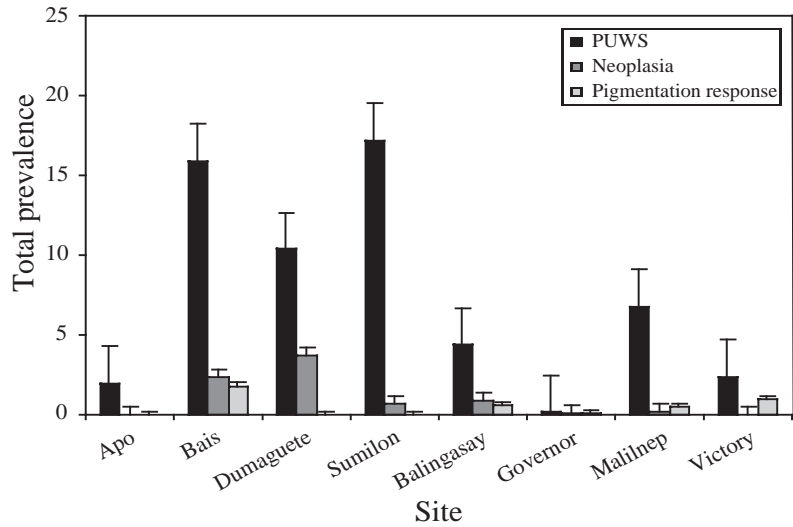 25
20
15
10
5
0
Total prevalence
PUWS
Neoplasia
Pigmentation response
Apo
Bais
Dumaguete
Sumilon
Balingasay
Governor
Malilnep
Victory
Site